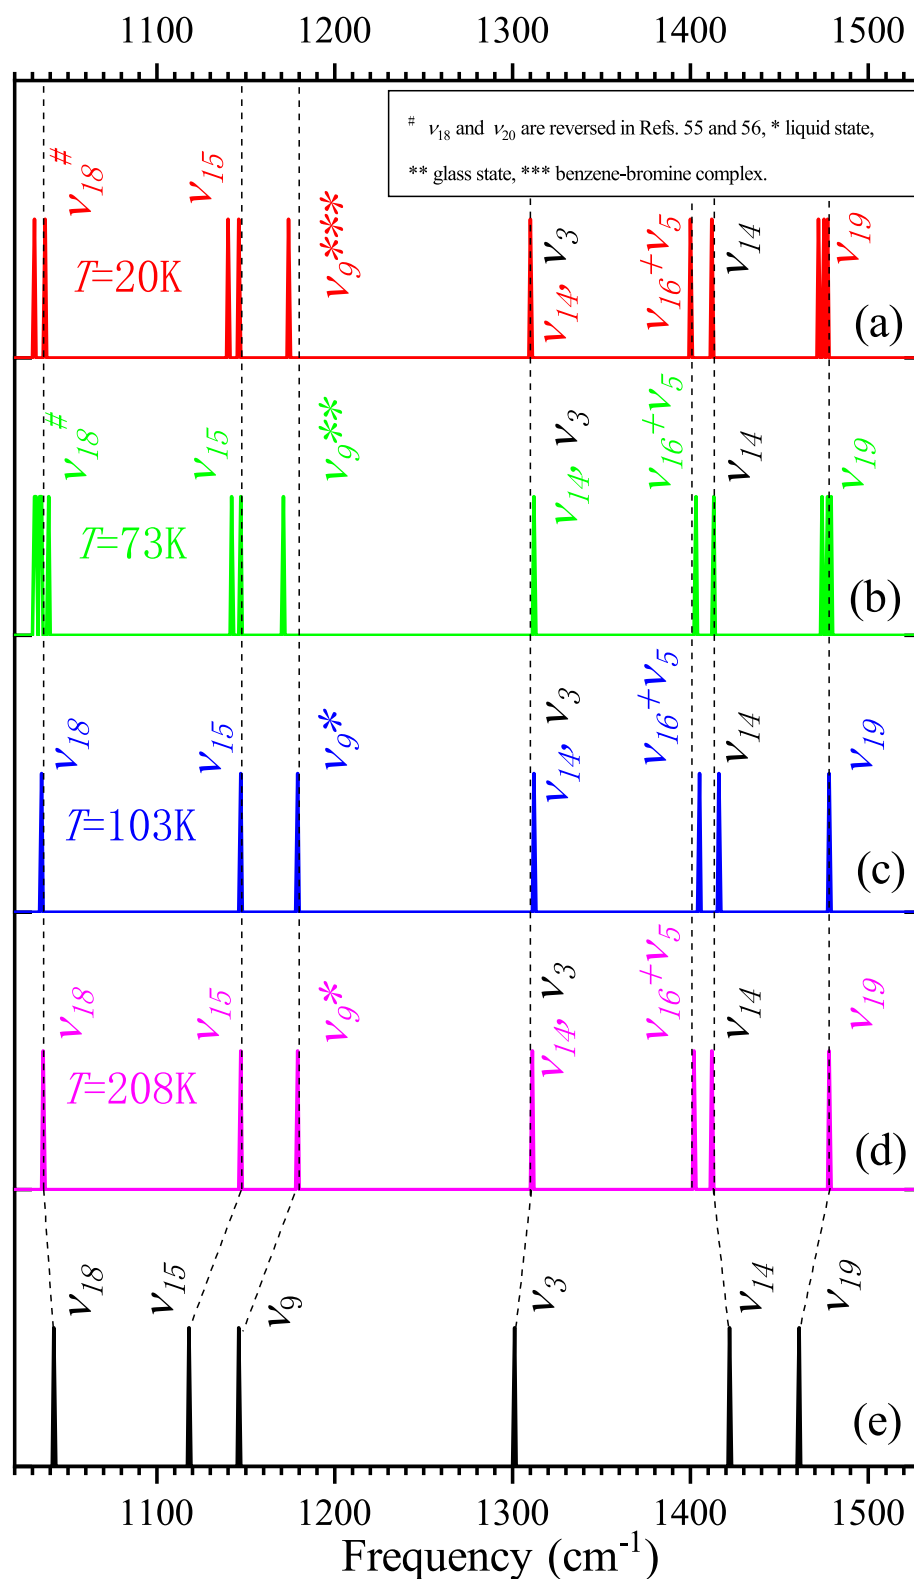 1100 1200 1300 1400 1500
# ν18 and ν20 are reversed in Refs. 55 and 56, * liquid state,
** glass state, *** benzene-bromine complex.
ν18# ν15 ν9*** ν14, ν3 ν16+ν5 ν14 ν19
T=20K
(a)
ν18# ν15 ν9** ν14, ν3 ν16+ν5 ν14 ν19
T=73K
(b)
ν18 ν15 ν9* ν14, ν3 ν16+ν5 ν14 ν19
T=103K
(c)
ν18 ν15 ν9* ν14, ν3 ν16+ν5 ν14 ν19
T=208K
(d)
ν18 ν15 ν9 ν3 ν14 ν19
(e)
1100 1200 1300 1400 1500
Frequency (cm-1)